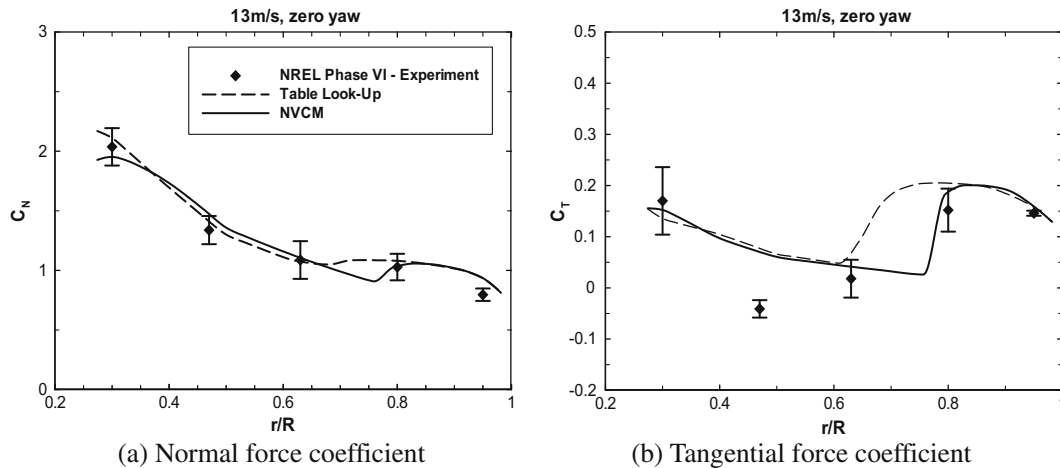 13m/s, zero yaw
3
2
1
0
C_N
NREL Phase VI - Experiment
Table Look-Up
NVCM
0.2
0.4
0.6
0.8
1
r/R
(a) Normal force coefficient
13m/s, zero yaw
0.5
0.4
0.3
0.2
0.1
0
-0.1
-0.2
C_T
0.2
0.4
0.6
0.8
1
r/R
(b) Tangential force coefficient